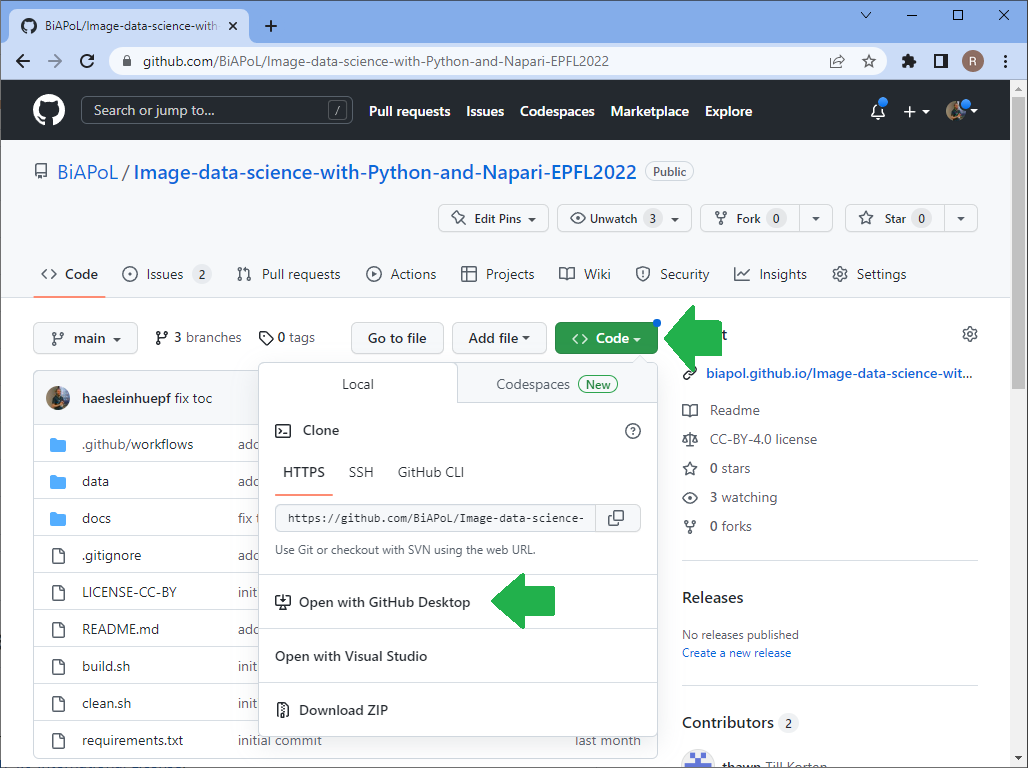 BiAPoL/Image-data-science-with-
github.com/BiAPoL/Image-data-science-with-Python-and-Napari-EPFL2022
R
Search or jump to...
/
Pull requests
Issues
Codespaces
Marketplace
Explore
BiAPoL / Image-data-science-with-Python-and-Napari-EPFL2022
Public
Edit Pins
Unwatch 3
Fork 0
Star 0
Code
Issues 2
Pull requests
Actions
Projects
Wiki
Security
Insights
Settings
main
3 branches
0 tags
Go to file
Add file
Code
t
biapol.github.io/Image-data-science-wit...
Readme
CC-BY-4.0 license
0 stars
3 watching
0 forks
Releases
No releases published
Create a new release
Contributors 2
thawn Till Korten
haesleinhuepf fix toc
.github/workflows
data
docs
fix
.gitignore
LICENSE-CC-BY
init
README.md
build.sh
init
clean.sh
init
requirements.txt
initial commit
last month
Local
Codespaces New
Clone
HTTPS
SSH
GitHub CLI
https://github.com/BiAPoL/Image-data-science-
Use Git or checkout with SVN using the web URL.
Open with GitHub Desktop
Open with Visual Studio
Download ZIP